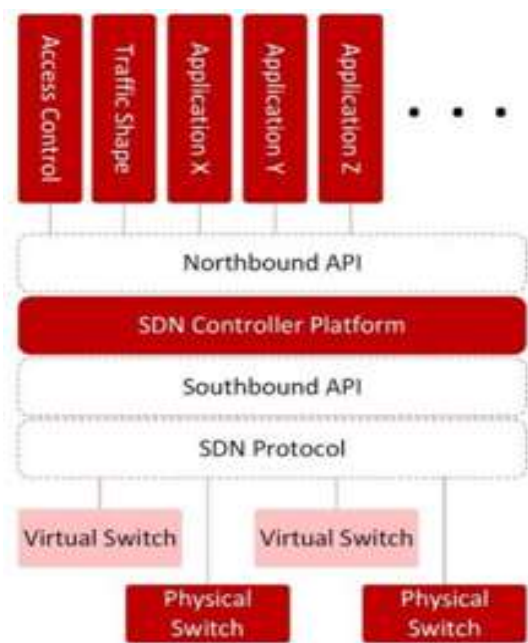 Access Control
Traffic Shape
Application X
Application Y
Application Z
Northbound API
SDN Controller Platform
Southbound API
SDN Protocol
Virtual Switch
Virtual Switch
Physical
Switch
Physical
Switch